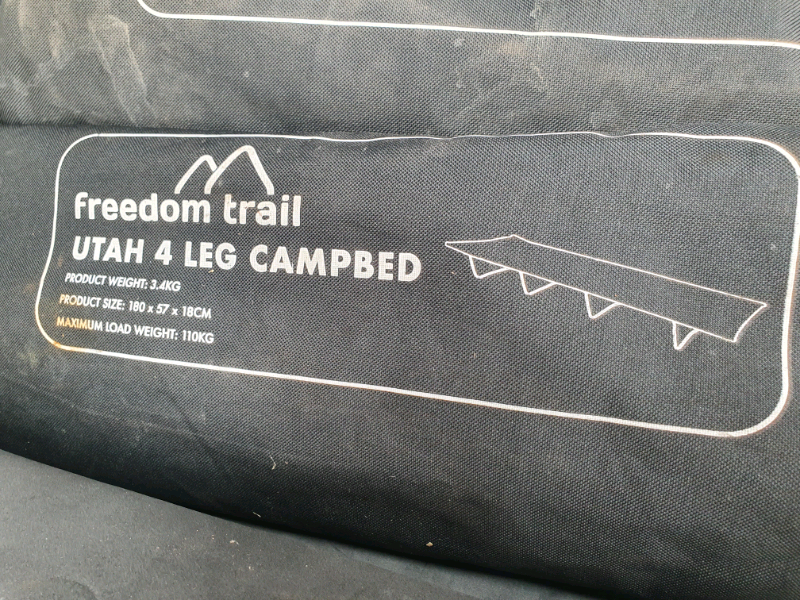 freedom trail
UTAH 4 LEG CAMPBED
PRODUCT WEIGHT: 3.4KG
PRODUCT SIZE: 180 x 57 x 18CM
MAXIMUM LOAD WEIGHT: 110KG